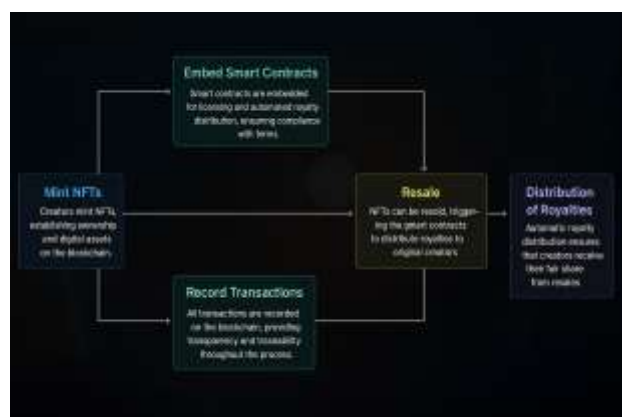 Embed Smart Contracts
Smart contracts are embedded
for licensing and automated royalty
distribution, ensuring compliance
with terms.
Mint NFTs
Creators mint NFTs,
establishing ownership
and digital assets
on the blockchain.
Resale
NFTs can be resold, trigger-
ing the smart contracts
to distribute royalties to
original creators
Distribution
of Royalties
Automatic royalty
distribution ensures
that creators receive
their fair share
from resales
Record Transactions
All transactions are recorded
on the blockchain, providing
transparency and traceability
throughout the process.